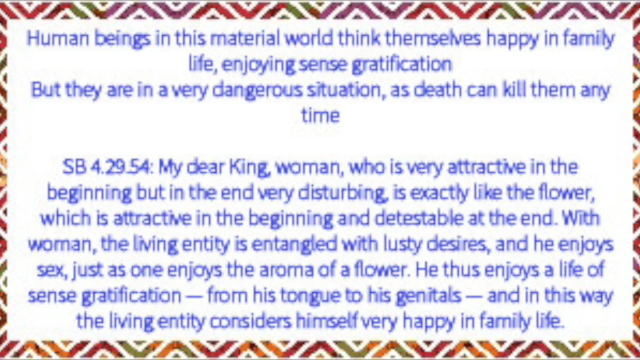 Human beings in this material world think themselves happy in family
life, enjoying sense gratification
But they are in a very dangerous situation, as death can kill them any
time
SB 4.29.54: My dear King, woman, who is very attractive in the
beginning but in the end very disturbing, is exactly like the flower,
which is attractive in the beginning and detestable at the end. With
woman, the living entity is entangled with lusty desires, and he enjoys
sex, just as one enjoys the aroma of a flower. He thus enjoys a life of
sense gratification — from his tongue to his genitals — and in this way
the living entity considers himself very happy in family life.